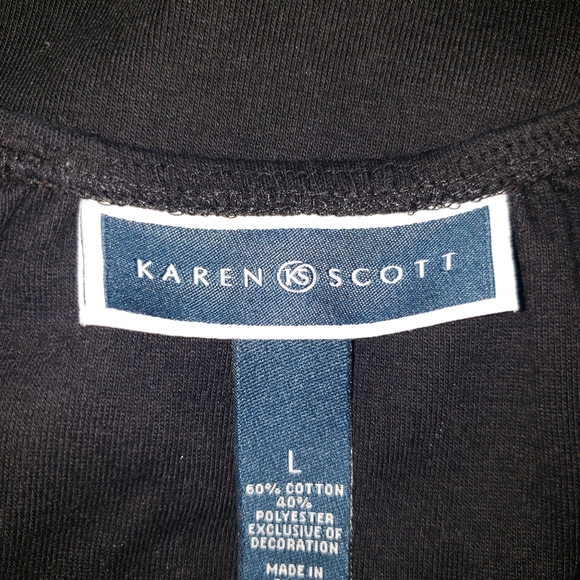 KAREN KS SCOTT
L
60% COTTON
40%
POLYESTER
EXCLUSIVE OF
DECORATION
MADE IN